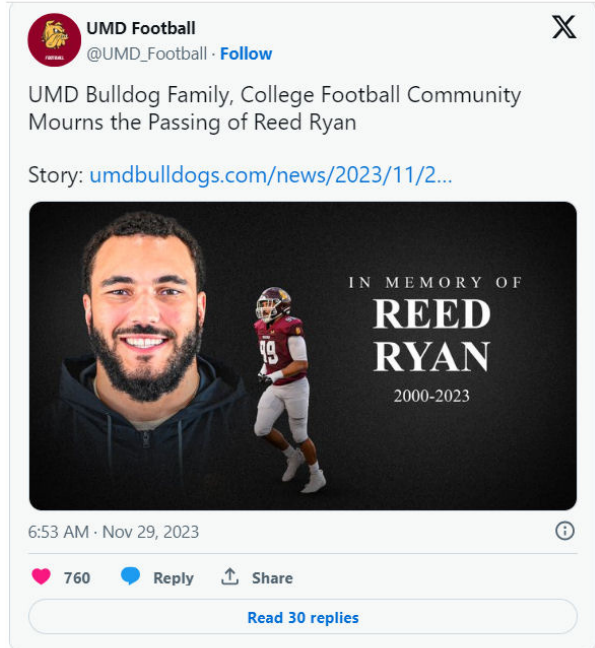 UMD Football
@UMD_Football · Follow
UMD Bulldog Family, College Football Community
Mourns the Passing of Reed Ryan
Story: umdbulldogs.com/news/2023/11/2...
IN MEMORY OF
REED
RYAN
2000-2023
99
6:53 AM · Nov 29, 2023
760 Reply Share
Read 30 replies